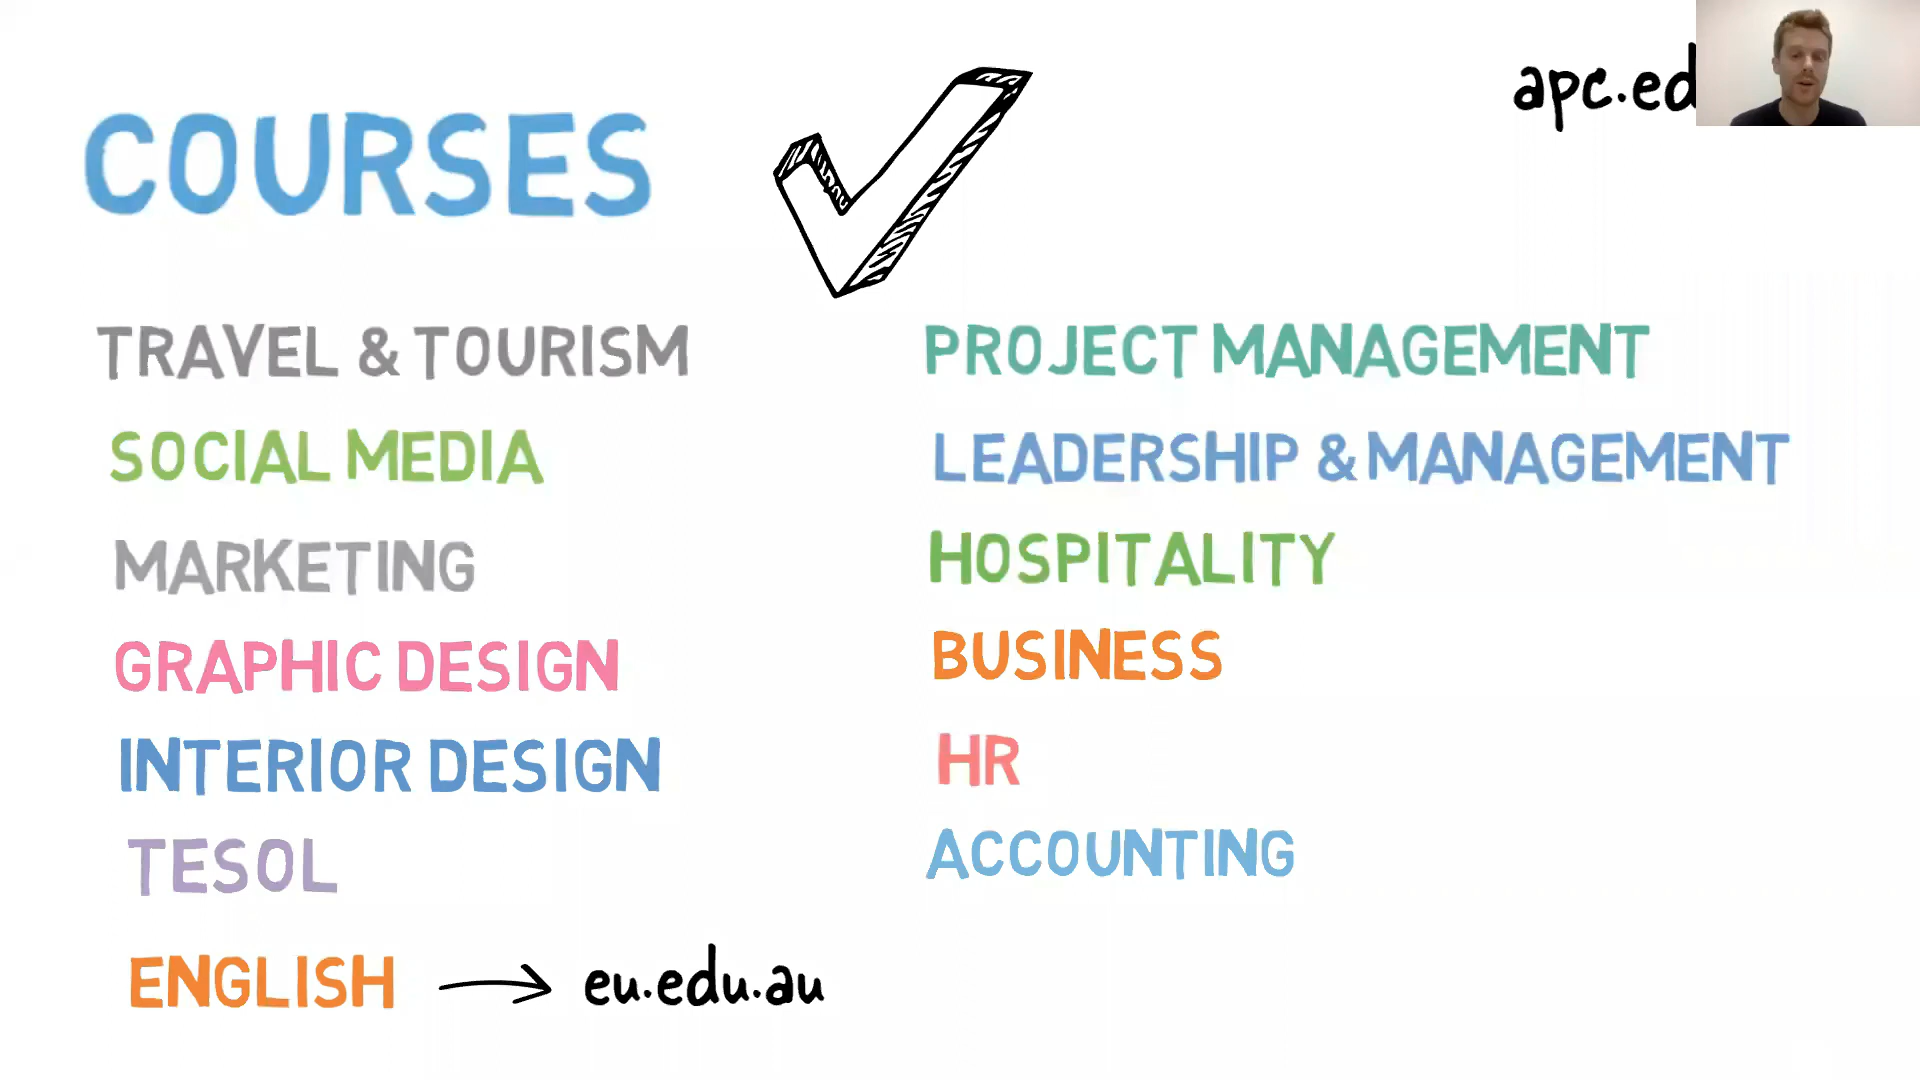 apc.ed
COURSES
TRAVEL & TOURISM
SOCIAL MEDIA
MARKETING
GRAPHIC DESIGN
INTERIOR DESIGN
TESOL
ENGLISH → eu.edu.au
PROJECT MANAGEMENT
LEADERSHIP & MANAGEMENT
HOSPITALITY
BUSINESS
HR
ACCOUNTING